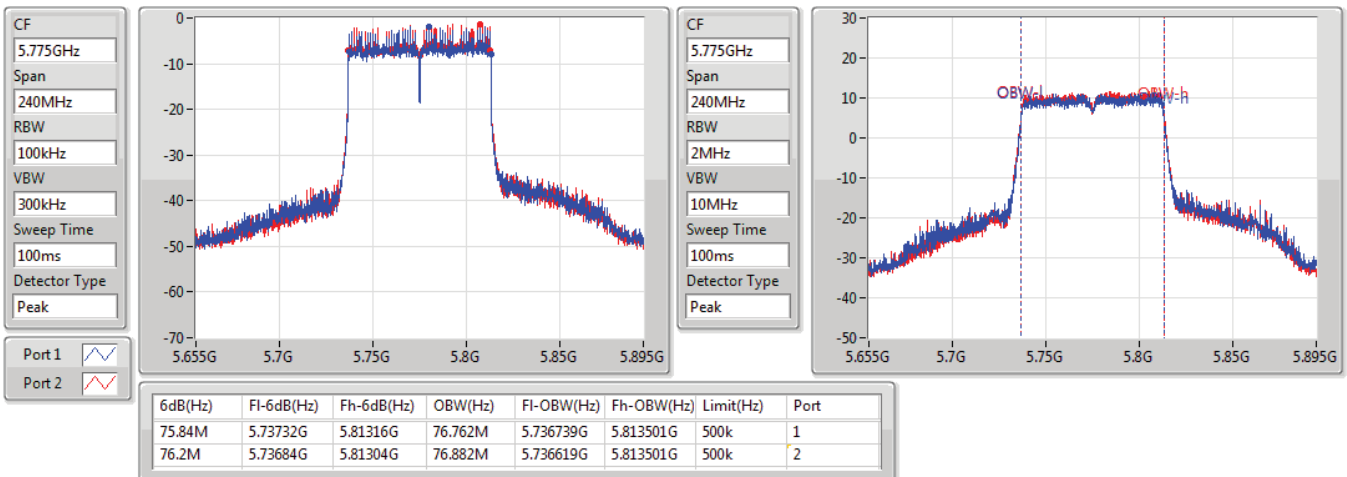 CF
5.775GHz
Span
240MHz
RBW
100kHz
VBW
300kHz
Sweep Time
100ms
Detector Type
Peak
Port 1
Port 2
0
-10
-20
-30
-40
-50
-60
-70
5.655G 5.7G 5.75G 5.8G 5.85G 5.895G
CF
5.775GHz
Span
240MHz
RBW
2MHz
VBW
10MHz
Sweep Time
100ms
Detector Type
Peak
30
20
10
0
-10
-20
-30
-40
-50
OBW-l OBW-h
5.655G 5.7G 5.75G 5.8G 5.85G 5.895G
6dB(Hz) Fl-6dB(Hz) Fh-6dB(Hz) OBW(Hz) Fl-OBW(Hz) Fh-OBW(Hz) Limit(Hz) Port
75.84M 5.73732G 5.81316G 76.762M 5.736739G 5.813501G 500k 1
76.2M 5.73684G 5.81304G 76.882M 5.736619G 5.813501G 500k 2